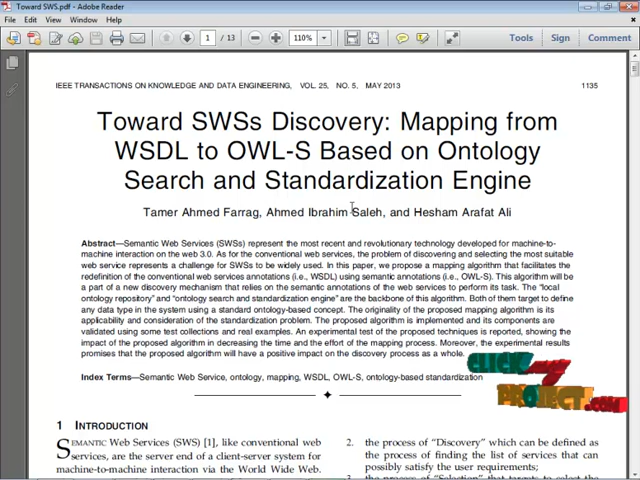 Toward SWS.pdf - Adobe Reader
File Edit View Window Help
1 / 13 110% Tools Sign Comment
IEEE TRANSACTIONS ON KNOWLEDGE AND DATA ENGINEERING, VOL. 25, NO. 5, MAY 2013 1135
Toward SWSs Discovery: Mapping from
WSDL to OWL-S Based on Ontology
Search and Standardization Engine
Tamer Ahmed Farrag, Ahmed Ibrahim Saleh, and Hesham Arafat Ali
Abstract—Semantic Web Services (SWSs) represent the most recent and revolutionary technology developed for machine-to-
machine interaction on the web 3.0. As for the conventional web services, the problem of discovering and selecting the most suitable
web service represents a challenge for SWSs to be widely used. In this paper, we propose a mapping algorithm that facilitates the
redefinition of the conventional web services annotations (i.e., WSDL) using semantic annotations (i.e., OWL-S). This algorithm will be
a part of a new discovery mechanism that relies on the semantic annotations of the web services to perform its task. The "local
ontology repository" and "ontology search and standardization engine" are the backbone of this algorithm. Both of them target to define
any data type in the system using a standard ontology-based concept. The originality of the proposed mapping algorithm is its
applicability and consideration of the standardization problem. The proposed algorithm is implemented and its components are
validated using some test collections and real examples. An experimental test of the proposed techniques is reported, showing the
impact of the proposed algorithm in decreasing the time and the effort of the mapping process. Moreover, the experimental results
promises that the proposed algorithm will have a positive impact on the discovery process as a whole.
Index Terms—Semantic Web Service, ontology, mapping, WSDL, OWL-S, ontology-based standardization
CLICK MY
PROJECT.COM
1 INTRODUCTION
SEMANTIC Web Services (SWS) [1], like conventional web
services, are the server end of a client-server system for
machine-to-machine interaction via the World Wide Web.
2. the process of "Discovery" which can be defined as
the process of finding the list of services that can
possibly satisfy the user requirements;
3. the process of "Selection" that targets to select the